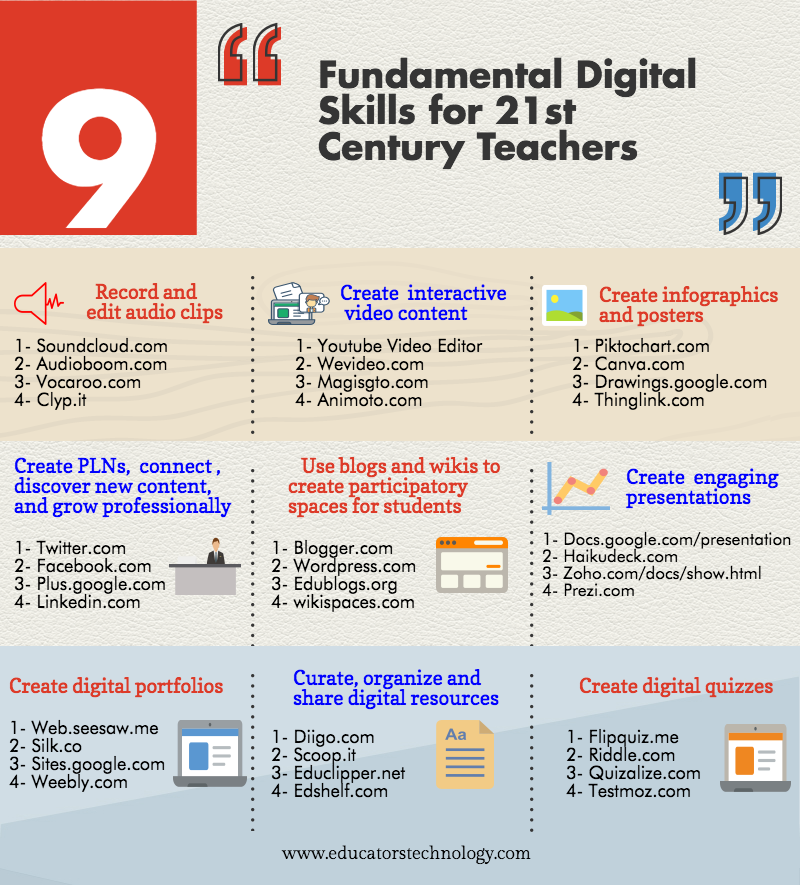 9
Fundamental Digital
Skills for 21st
Century Teachers
Record and
edit audio clips
1- Soundcloud.com
2- Audioboom.com
3- Vocaroo.com
4- Clyp.it
Create interactive
video content
1- Youtube Video Editor
2- Wevideo.com
3- Magisgto.com
4- Animoto.com
Create infographics
and posters
1- Piktochart.com
2- Canva.com
3- Drawings.google.com
4- Thinglink.com
Create PLNs, connect ,
discover new content,
and grow professionally
1- Twitter.com
2- Facebook.com
3- Plus.google.com
4- Linkedin.com
Use blogs and wikis to
create participatory
spaces for students
1- Blogger.com
2- Wordpress.com
3- Edublogs.org
4- wikispaces.com
Create engaging
presentations
1- Docs.google.com/presentation
2- Haikudeck.com
3- Zoho.com/docs/show.html
4- Prezi.com
Create digital portfolios
1- Web.seesaw.me
2- Silk.co
3- Sites.google.com
4- Weebly.com
Curate, organize and
share digital resources
1- Diigo.com
2- Scoop.it
3- Educlipper.net
4- Edshelf.com
Aa
Create digital quizzes
1- Flipquiz.me
2- Riddle.com
3- Quizalize.com
4- Testmoz.com
www.educatorstechnology.com